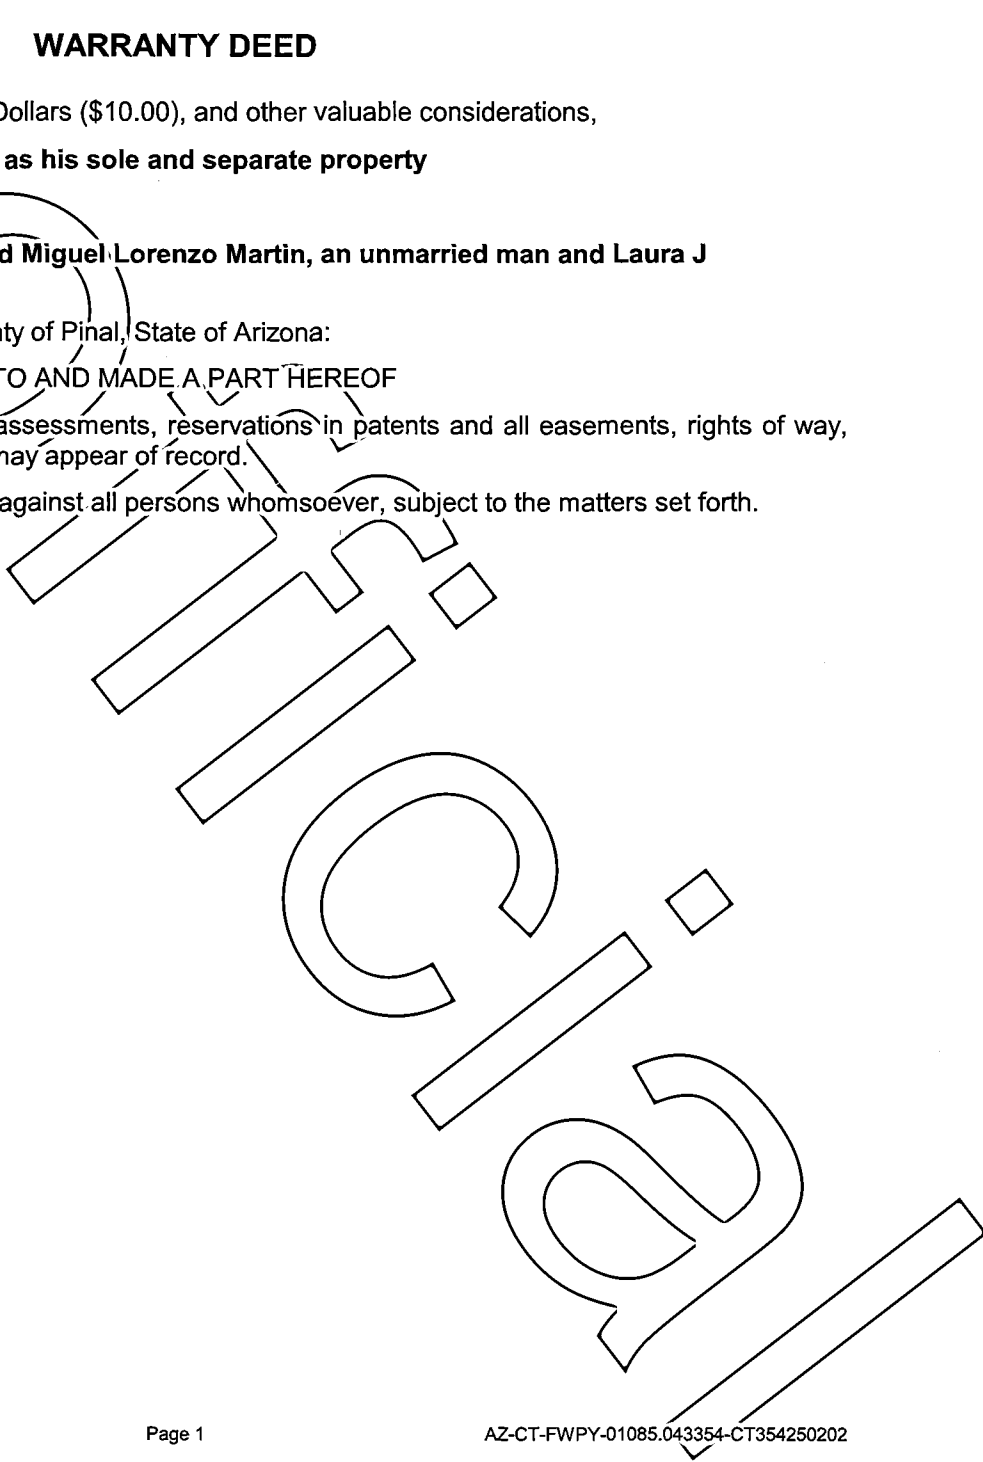 WARRANTY DEED
Dollars ($10.00), and other valuable considerations,
as his sole and separate property
d Miguel Lorenzo Martin, an unmarried man and Laura J
ty of Pinal, State of Arizona:
TO AND MADE A PART HEREOF
assessments, reservations in patents and all easements, rights of way,
may appear of record.
against all persons whomsoever, subject to the matters set forth.
fficial
Page 1
AZ-CT-FWPY-01085.043354-CT354250202